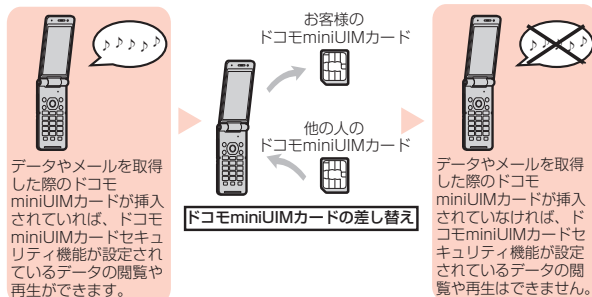 データやメールを取得
した際のドコモ
miniUIMカードが挿入
されていれば、ドコモ
miniUIMカードセキュ
リティ機能が設定され
ているデータの閲覧や
再生ができます。
お客様の
ドコモminiUIMカード
他の人の
ドコモminiUIMカード
ドコモminiUIMカードの差し替え
データやメールを取得
した際のドコモ
miniUIMカードが挿入
されていなければ、ド
コモminiUIMカードセ
キュリティ機能が設定
されているデータの閲
覧や再生はできません。